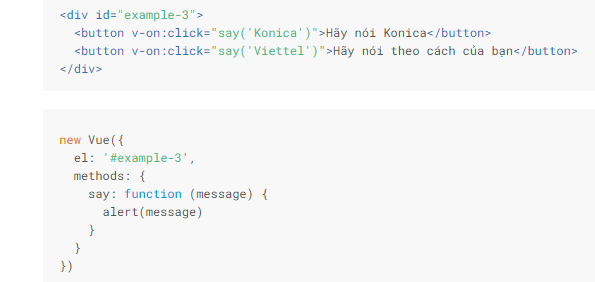 <div id="example-3">
  <button v-on:click="say('Konica')">Hãy nói Konica</button>
  <button v-on:click="say('Viettel')">Hãy nói theo cách của bạn</button>
</div>
new Vue({
  el: '#example-3',
  methods: {
    say: function (message) {
      alert(message)
    }
  }
})